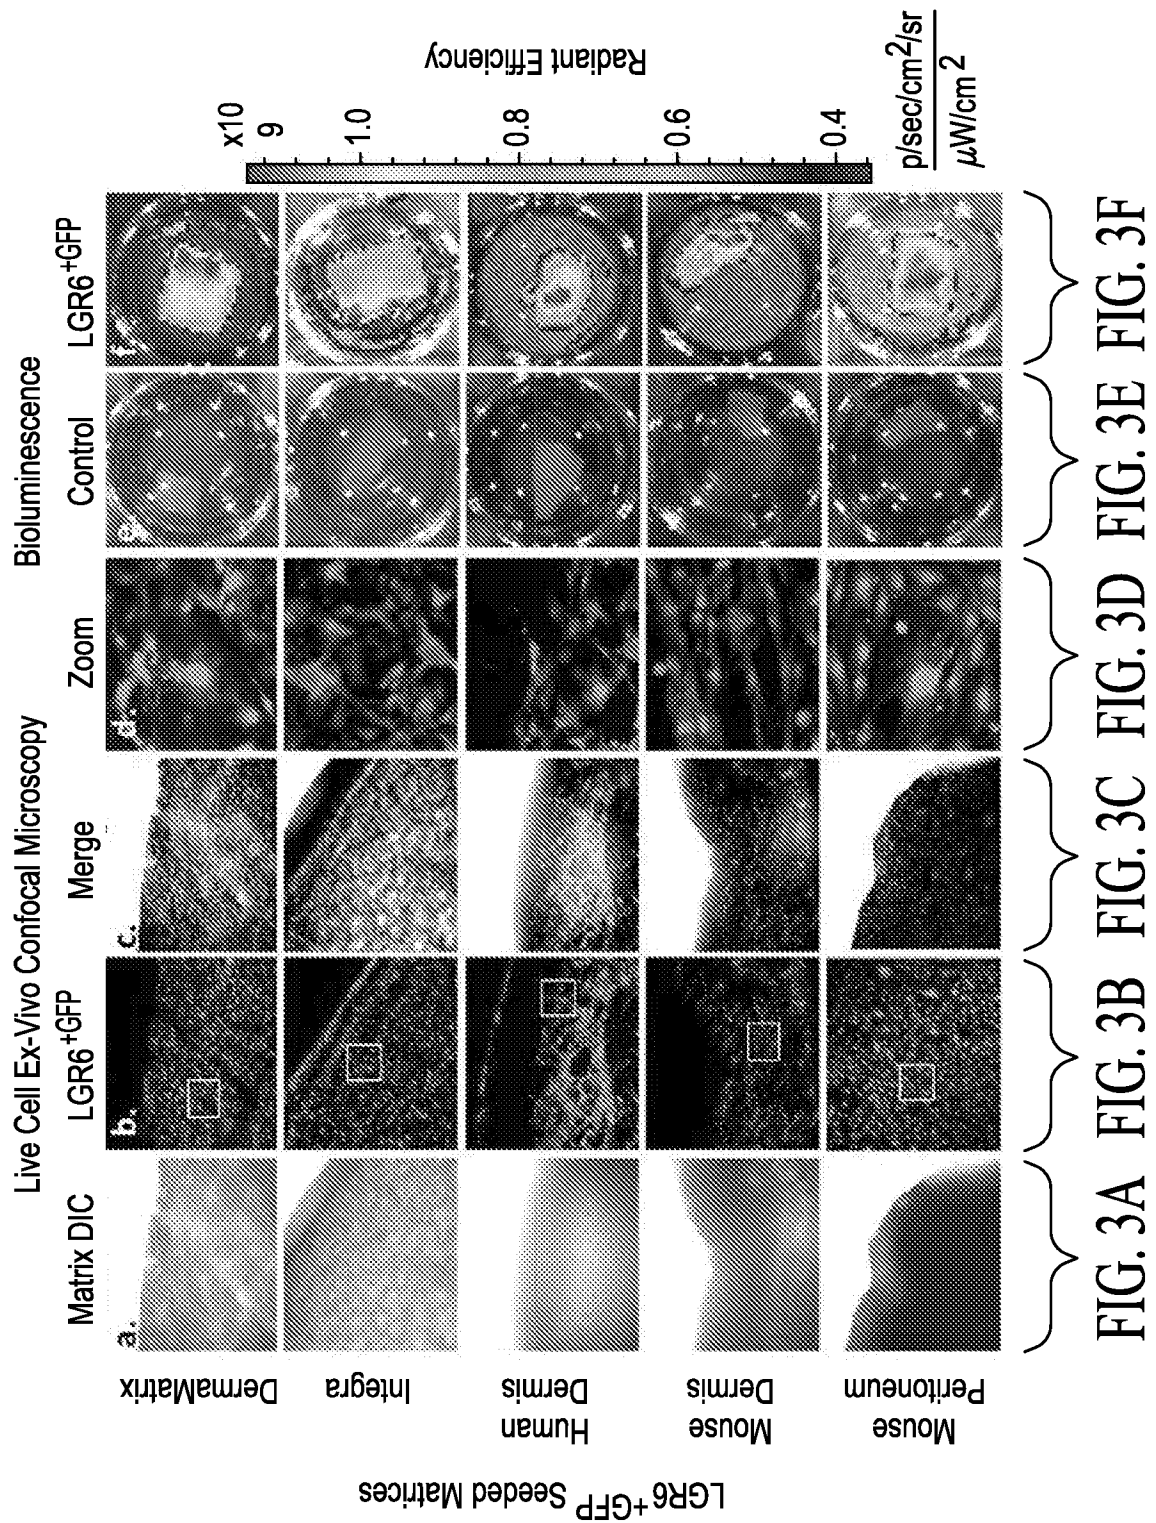 Live Cell Ex-Vivo Confocal Microscopy
Bioluminescence
Matrix DIC
LGR6+GFP
Merge
Zoom
Control
LGR6+GFP
a.
b.
c.
d.
e.
f.
LGR6+GFP Seeded Matrices
DermaMatrix
Integra
Human
Dermis
Mouse
Dermis
Mouse
Peritoneum
x10
9
1.0
0.8
0.6
0.4
Radiant Efficiency
p/sec/cm2/sr
µW/cm2
FIG. 3A
FIG. 3B
FIG. 3C
FIG. 3D
FIG. 3E
FIG. 3F